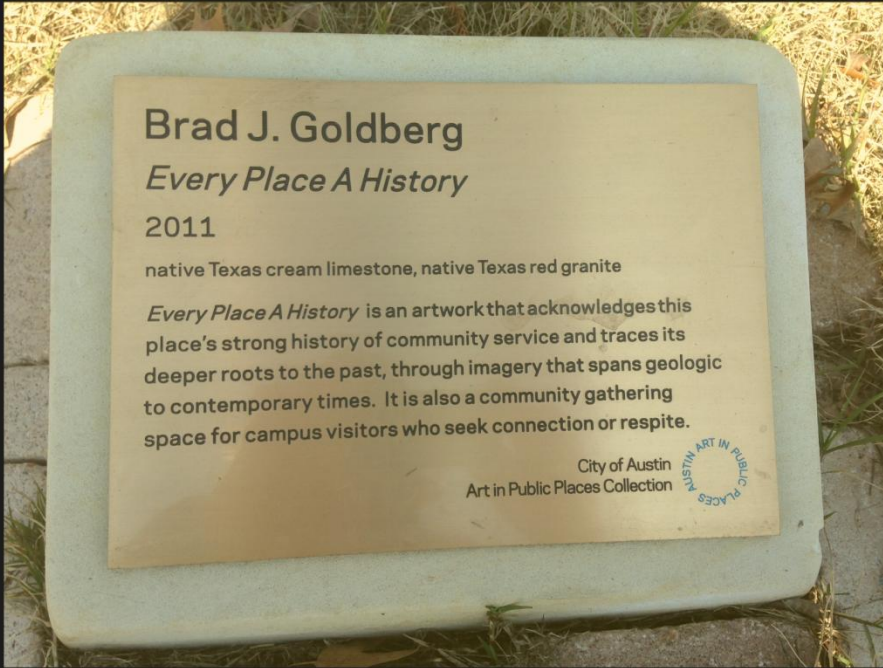 Brad J. Goldberg
Every Place A History
2011
native Texas cream limestone, native Texas red granite
Every Place A History is an artwork that acknowledges this
place's strong history of community service and traces its
deeper roots to the past, through imagery that spans geologic
to contemporary times. It is also a community gathering
space for campus visitors who seek connection or respite.
City of Austin
Art in Public Places Collection
AUSTIN ART IN PUBLIC PLACES